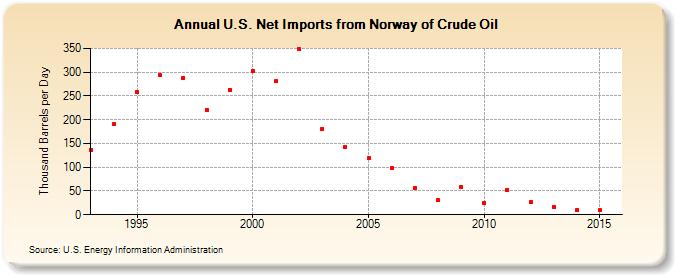 Annual U.S. Net Imports from Norway of Crude Oil
Thousand Barrels per Day
350
300
250
200
150
100
50
0
1995 2000 2005 2010 2015
Source: U.S. Energy Information Administration